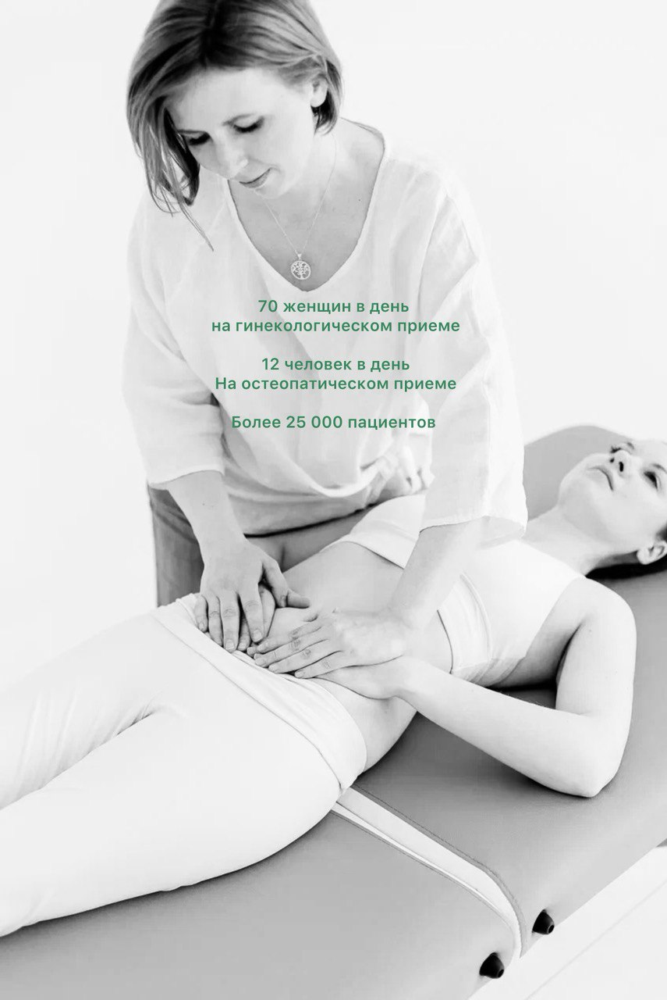 70 женщин в день
на гинекологическом приеме
12 человек в день
На остеопатическом приеме
Более 25 000 пациентов